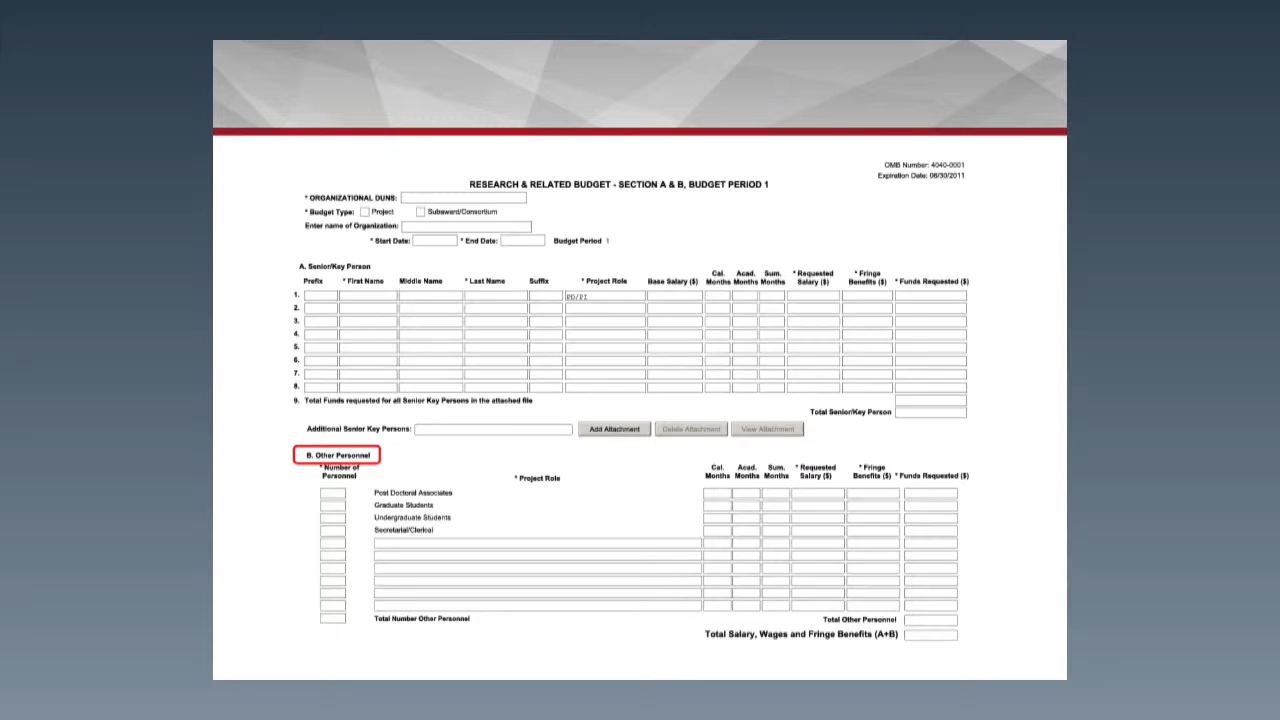 OMB Number: 4040-0001
Expiration Date: 06/30/2011
RESEARCH & RELATED BUDGET - SECTION A & B, BUDGET PERIOD 1
* ORGANIZATIONAL DUNS:
* Budget Type: Project Subaward/Consortium
Enter name of Organization:
* Start Date: * End Date: Budget Period 1
A. Senior/Key Person
Cal. Acad. Sum. * Requested * Fringe
Prefix * First Name Middle Name * Last Name Suffix * Project Role Base Salary ($) Months Months Months Salary ($) Benefits ($) * Funds Requested ($)
1. PD/PI
2.
3.
4.
5.
6.
7.
8.
9. Total Funds requested for all Senior Key Persons in the attached file
Total Senior/Key Person
Additional Senior Key Persons: Add Attachment Delete Attachment View Attachment
B. Other Personnel
* Number of Cal. Acad. Sum. * Requested * Fringe
Personnel * Project Role Months Months Months Salary ($) Benefits ($) * Funds Requested ($)
Post Doctoral Associates
Graduate Students
Undergraduate Students
Secretarial/Clerical
Total Number Other Personnel Total Other Personnel
Total Salary, Wages and Fringe Benefits (A+B)